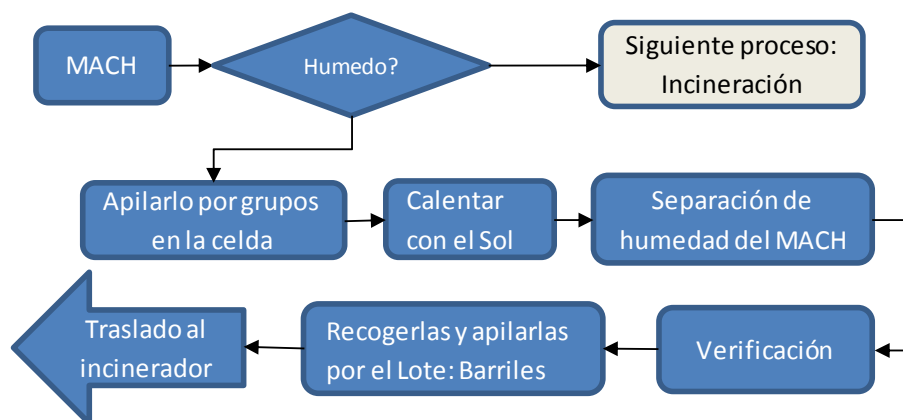 MACH
Humedo?
Siguiente proceso:
Incineración
Apilarlo por grupos
en la celda
Calentar
con el Sol
Separación de
humedad del MACH
Traslado al
incinerador
Recogerlas y apilarlas
por el Lote: Barriles
Verificación